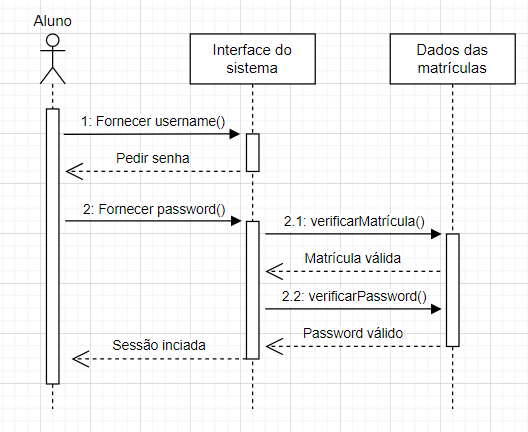 Aluno
Interface do
sistema
Dados das
matrículas
1: Fornecer username()
Pedir senha
2: Fornecer password()
2.1: verificarMatrícula()
Matrícula válida
2.2: verificarPassword()
Password válido
Sessão inciada